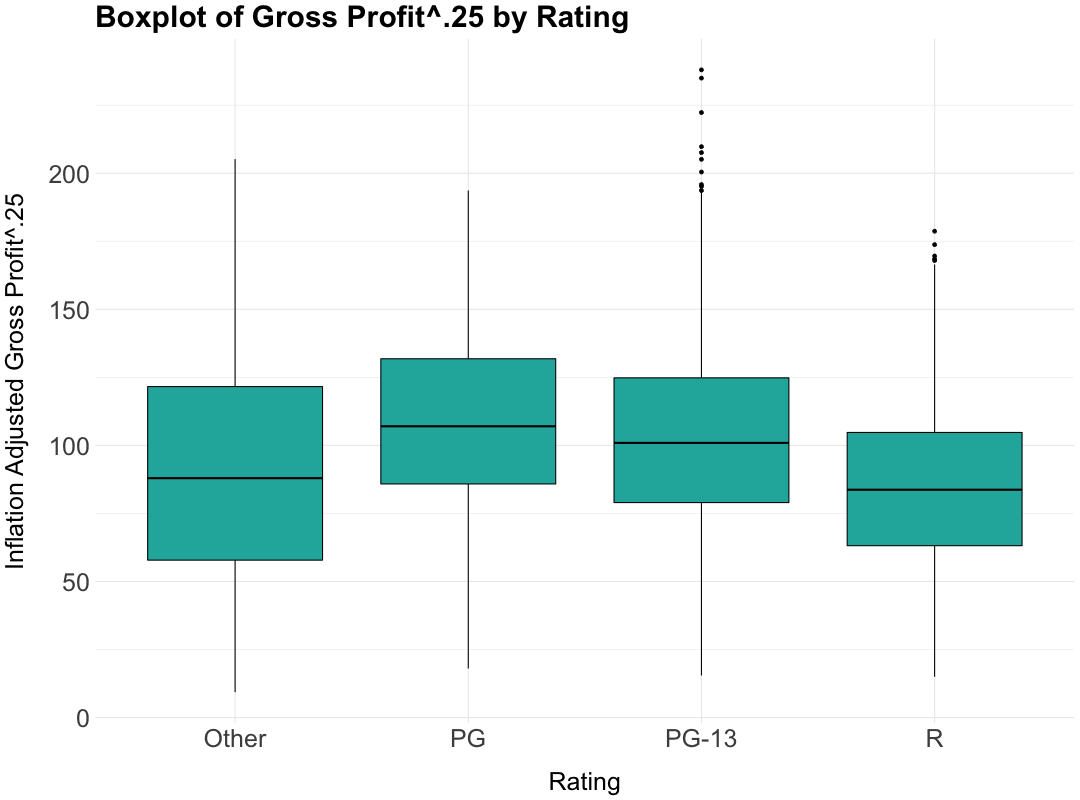 Boxplot of Gross Profit^.25 by Rating
Inflation Adjusted Gross Profit^.25
200
150
100
50
0
Other PG PG-13 R
Rating